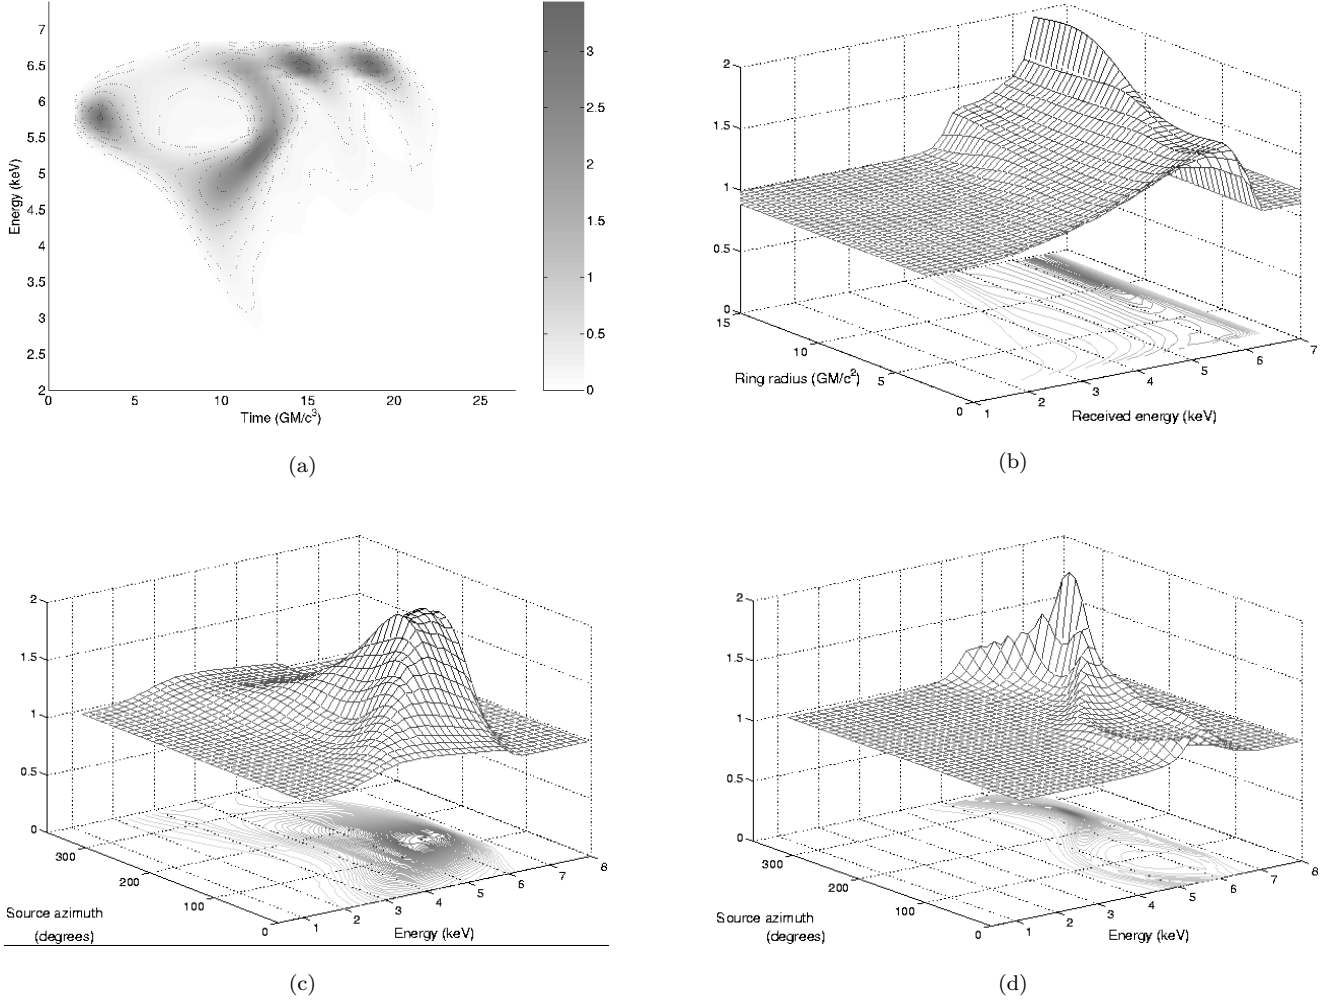 7
6.5
6
5.5
5
4.5
4
3.5
3
2.5
2
Energy (keV)
0 5 10 15 20 25
Time (GM/c³)
3
2.5
2
1.5
1
0.5
0
(a)
2
1.5
1
0.5
0
15
10
5
0
Ring radius (GM/c²)
1 2 3 4 5 6 7
Received energy (keV)
(b)
2
1.5
1
0.5
0
300
200
100
0
Source azimuth
(degrees)
1 2 3 4 5 6 7 8
Energy (keV)
(c)
2
1.5
1
0.5
0
300
200
100
0
Source azimuth
(degrees)
1 2 3 4 5 6 7 8
Energy (keV)
(d)